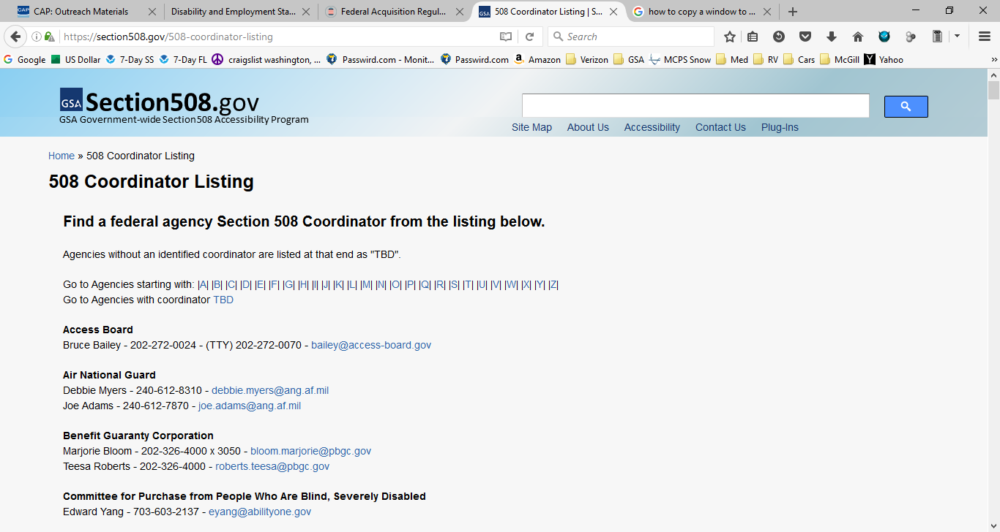 CAP: Outreach Materials
Disability and Employment Sta...
Federal Acquisition Regul...
GSA 508 Coordinator Listing | S...
how to copy a window to ...
https://section508.gov/508-coordinator-listing
Search
Google US Dollar 7-Day SS 7-Day FL craigslist washington, ... Passwird.com - Monit... Passwird.com Amazon Verizon GSA MCPS Snow Med RV Cars McGill Yahoo
GSA Section508.gov
GSA Government-wide Section 508 Accessibility Program
Site Map About Us Accessibility Contact Us Plug-Ins
Home » 508 Coordinator Listing
508 Coordinator Listing
Find a federal agency Section 508 Coordinator from the listing below.
Agencies without an identified coordinator are listed at that end as "TBD".
Go to Agencies starting with: |A| |B| |C| |D| |E| |F| |G| |H| |I| |J| |K| |L| |M| |N| |O| |P| |Q| |R| |S| |T| |U| |V| |W| |X| |Y| |Z|
Go to Agencies with coordinator TBD
Access Board
Bruce Bailey - 202-272-0024 - (TTY) 202-272-0070 - bailey@access-board.gov
Air National Guard
Debbie Myers - 240-612-8310 - debbie.myers@ang.af.mil
Joe Adams - 240-612-7870 - joe.adams@ang.af.mil
Benefit Guaranty Corporation
Marjorie Bloom - 202-326-4000 x 3050 - bloom.marjorie@pbgc.gov
Teesa Roberts - 202-326-4000 - roberts.teesa@pbgc.gov
Committee for Purchase from People Who Are Blind, Severely Disabled
Edward Yang - 703-603-2137 - eyang@abilityone.gov